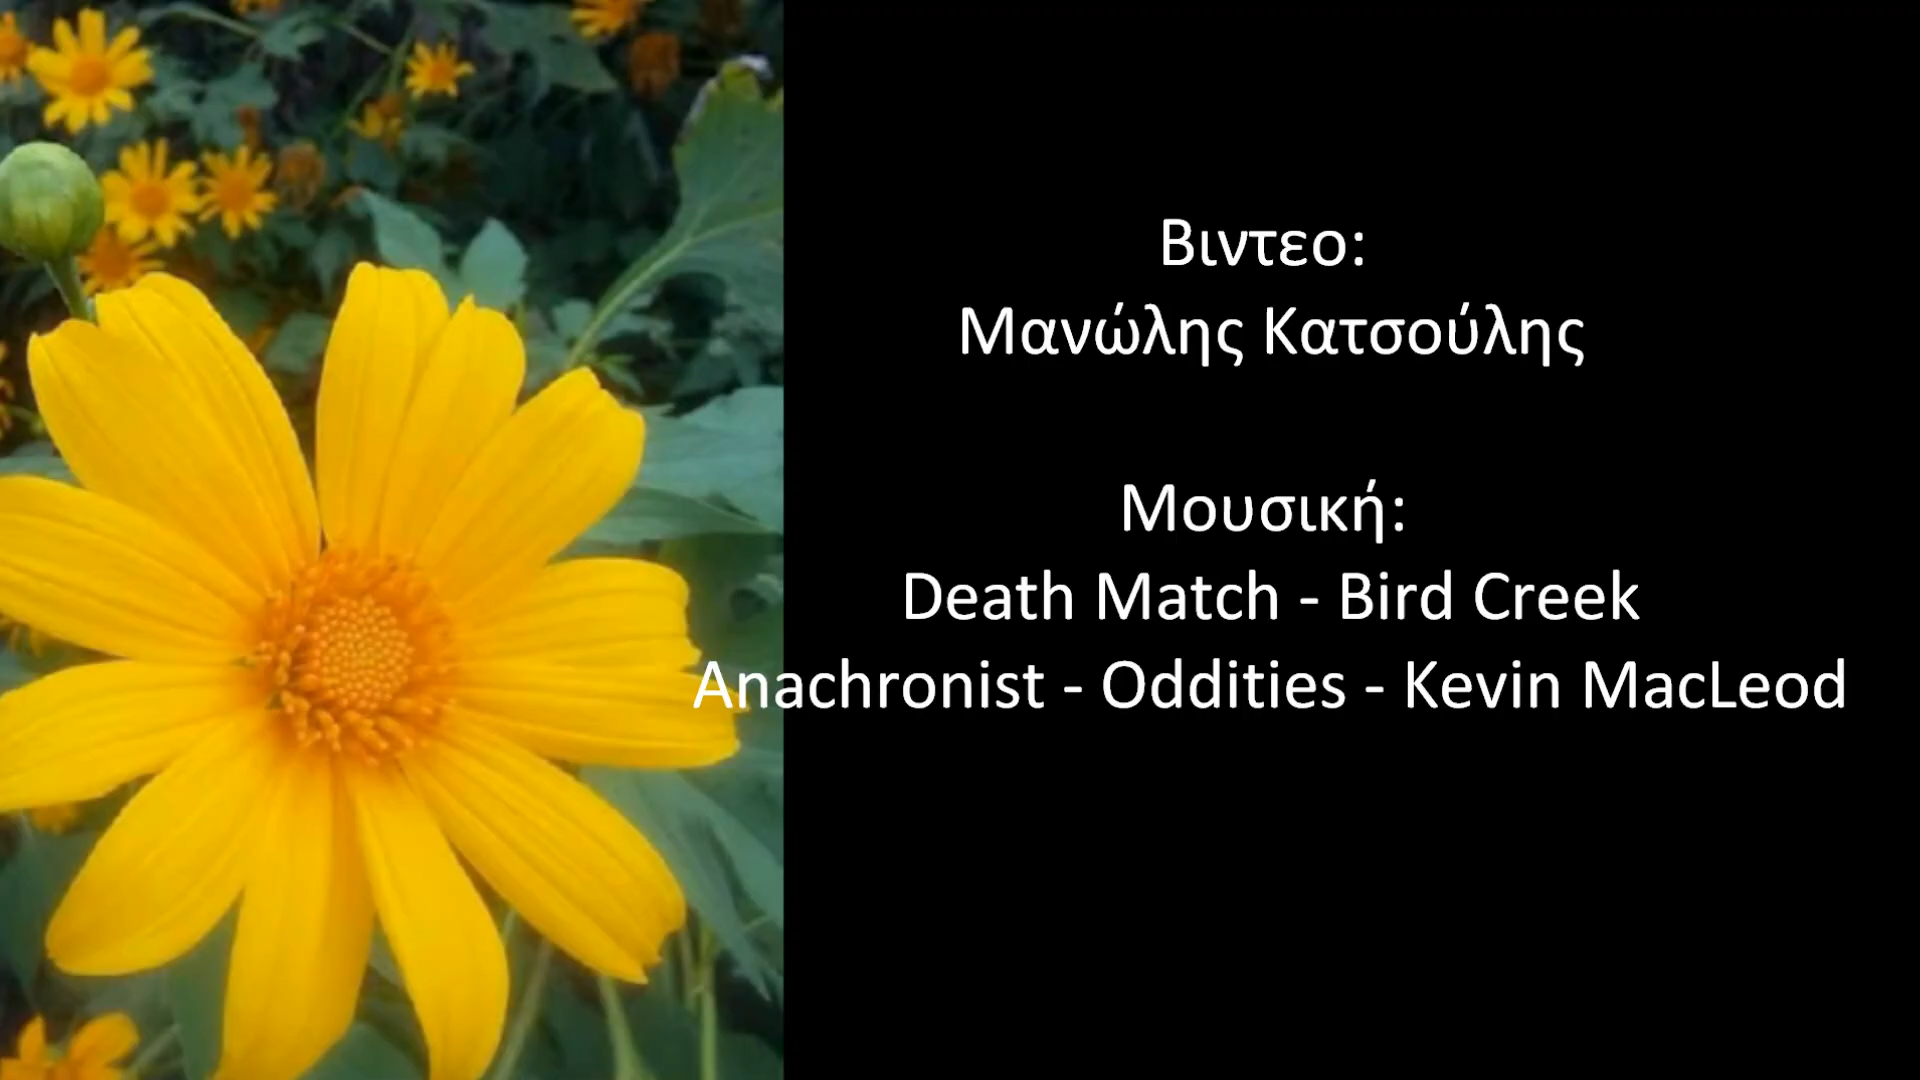 Βιντεο:
Μανώλης Κατσούλης
Μουσική:
Death Match - Bird Creek
Anachronist - Oddities - Kevin MacLeod